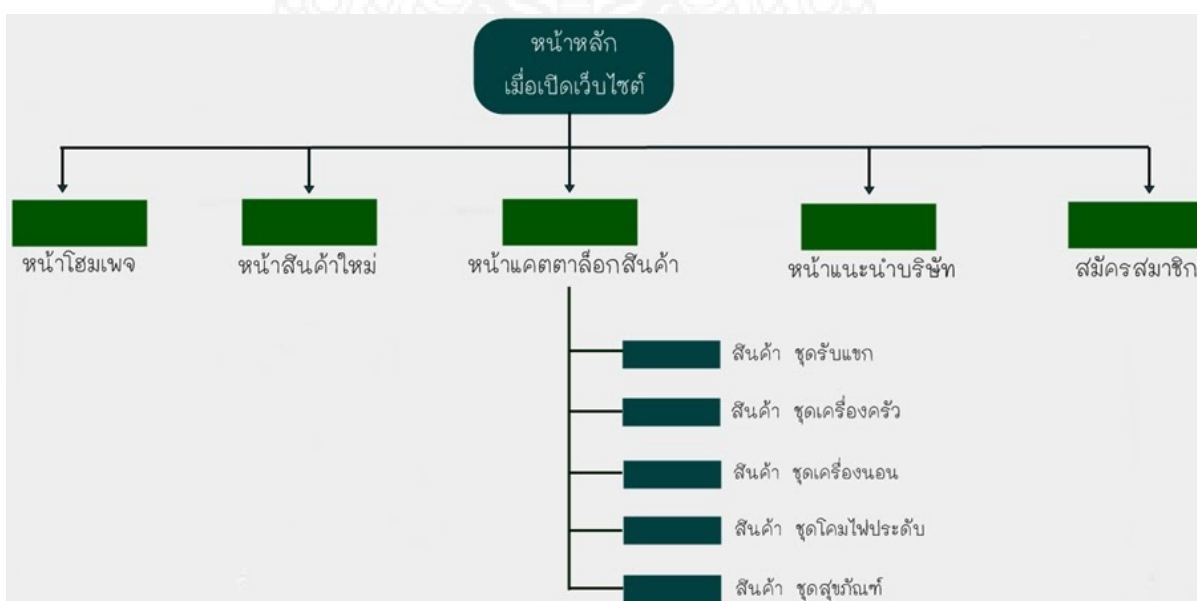 หน้าหลัก
เมื่อเปิดเว็บไซต์
หน้าโฮมเพจ
หน้าสินค้าใหม่
หน้าแคตตาล็อกสินค้า
หน้าแนะนำบริษัท
สมัครสมาชิก
สินค้า ชุดรับแขก
สินค้า ชุดเครื่องครัว
สินค้า ชุดเครื่องนอน
สินค้า ชุดโคมไฟประดับ
สินค้า ชุดสุขภัณฑ์